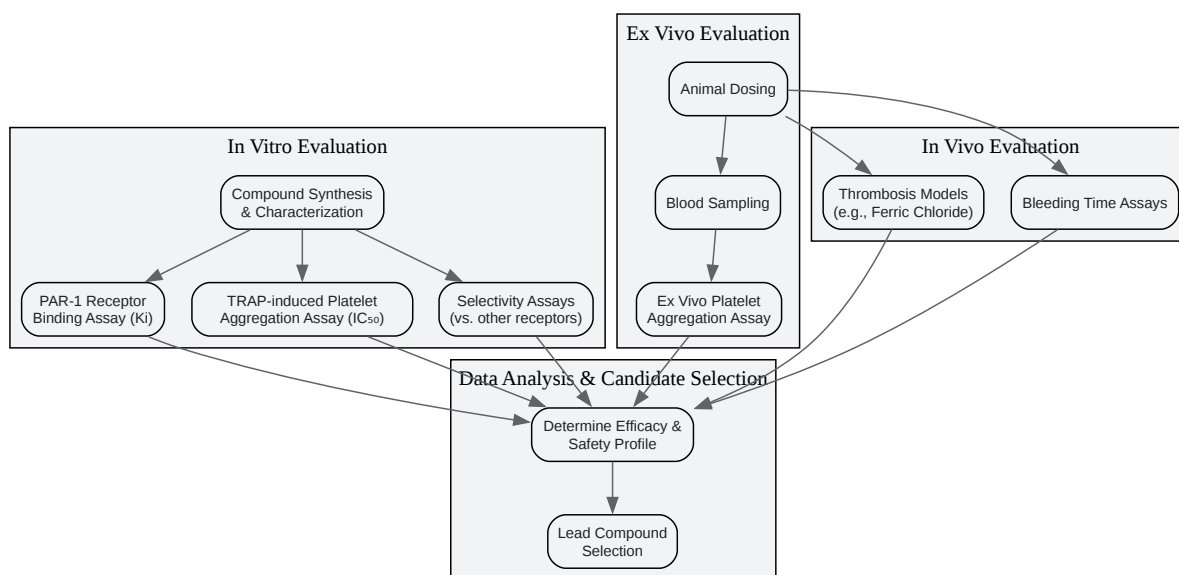 Ex Vivo Evaluation
Animal Dosing
In Vitro Evaluation
In Vivo Evaluation
Compound Synthesis
& Characterization
Blood Sampling
Thrombosis Models
(e.g., Ferric Chloride)
Bleeding Time Assays
PAR-1 Receptor
Binding Assay (Ki)
TRAP-induced Platelet
Aggregation Assay (IC₅₀)
Selectivity Assays
(vs. other receptors)
Ex Vivo Platelet
Aggregation Assay
Data Analysis & Candidate Selection
Determine Efficacy &
Safety Profile
Lead Compound
Selection